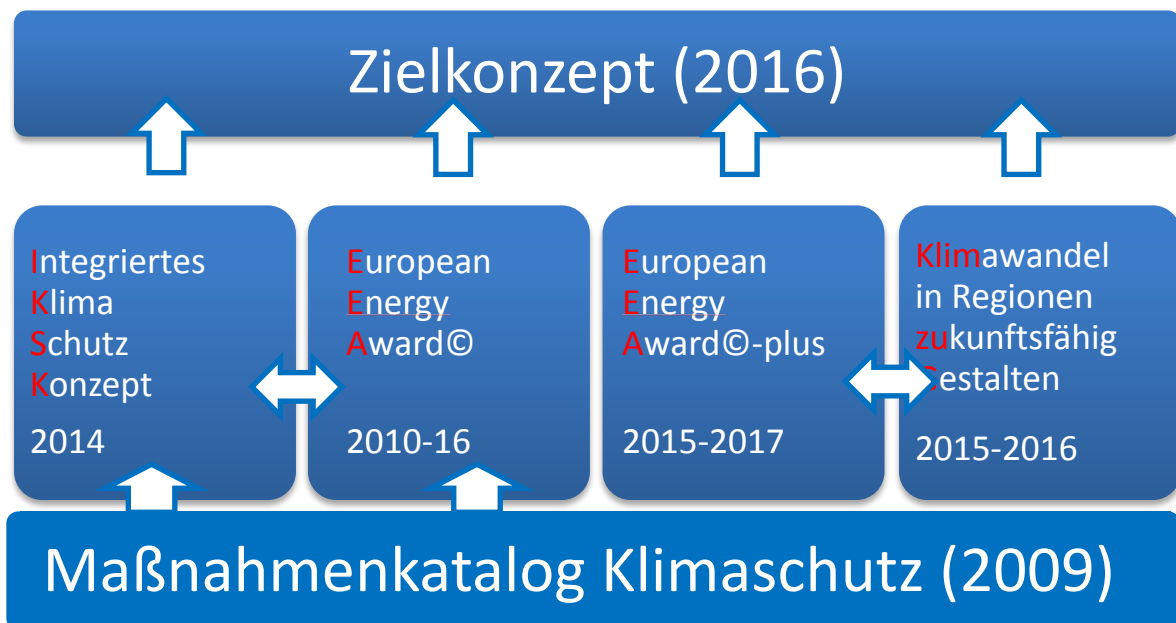 Zielkonzept (2016)
Integriertes
Klima
Schutz
Konzept
2014
European
Energy
Award©
2010-16
European
Energy
Award©-plus
2015-2017
Klimawandel
in Regionen
zukunftsfähig
Gestalten
2015-2016
Maßnahmenkatalog Klimaschutz (2009)